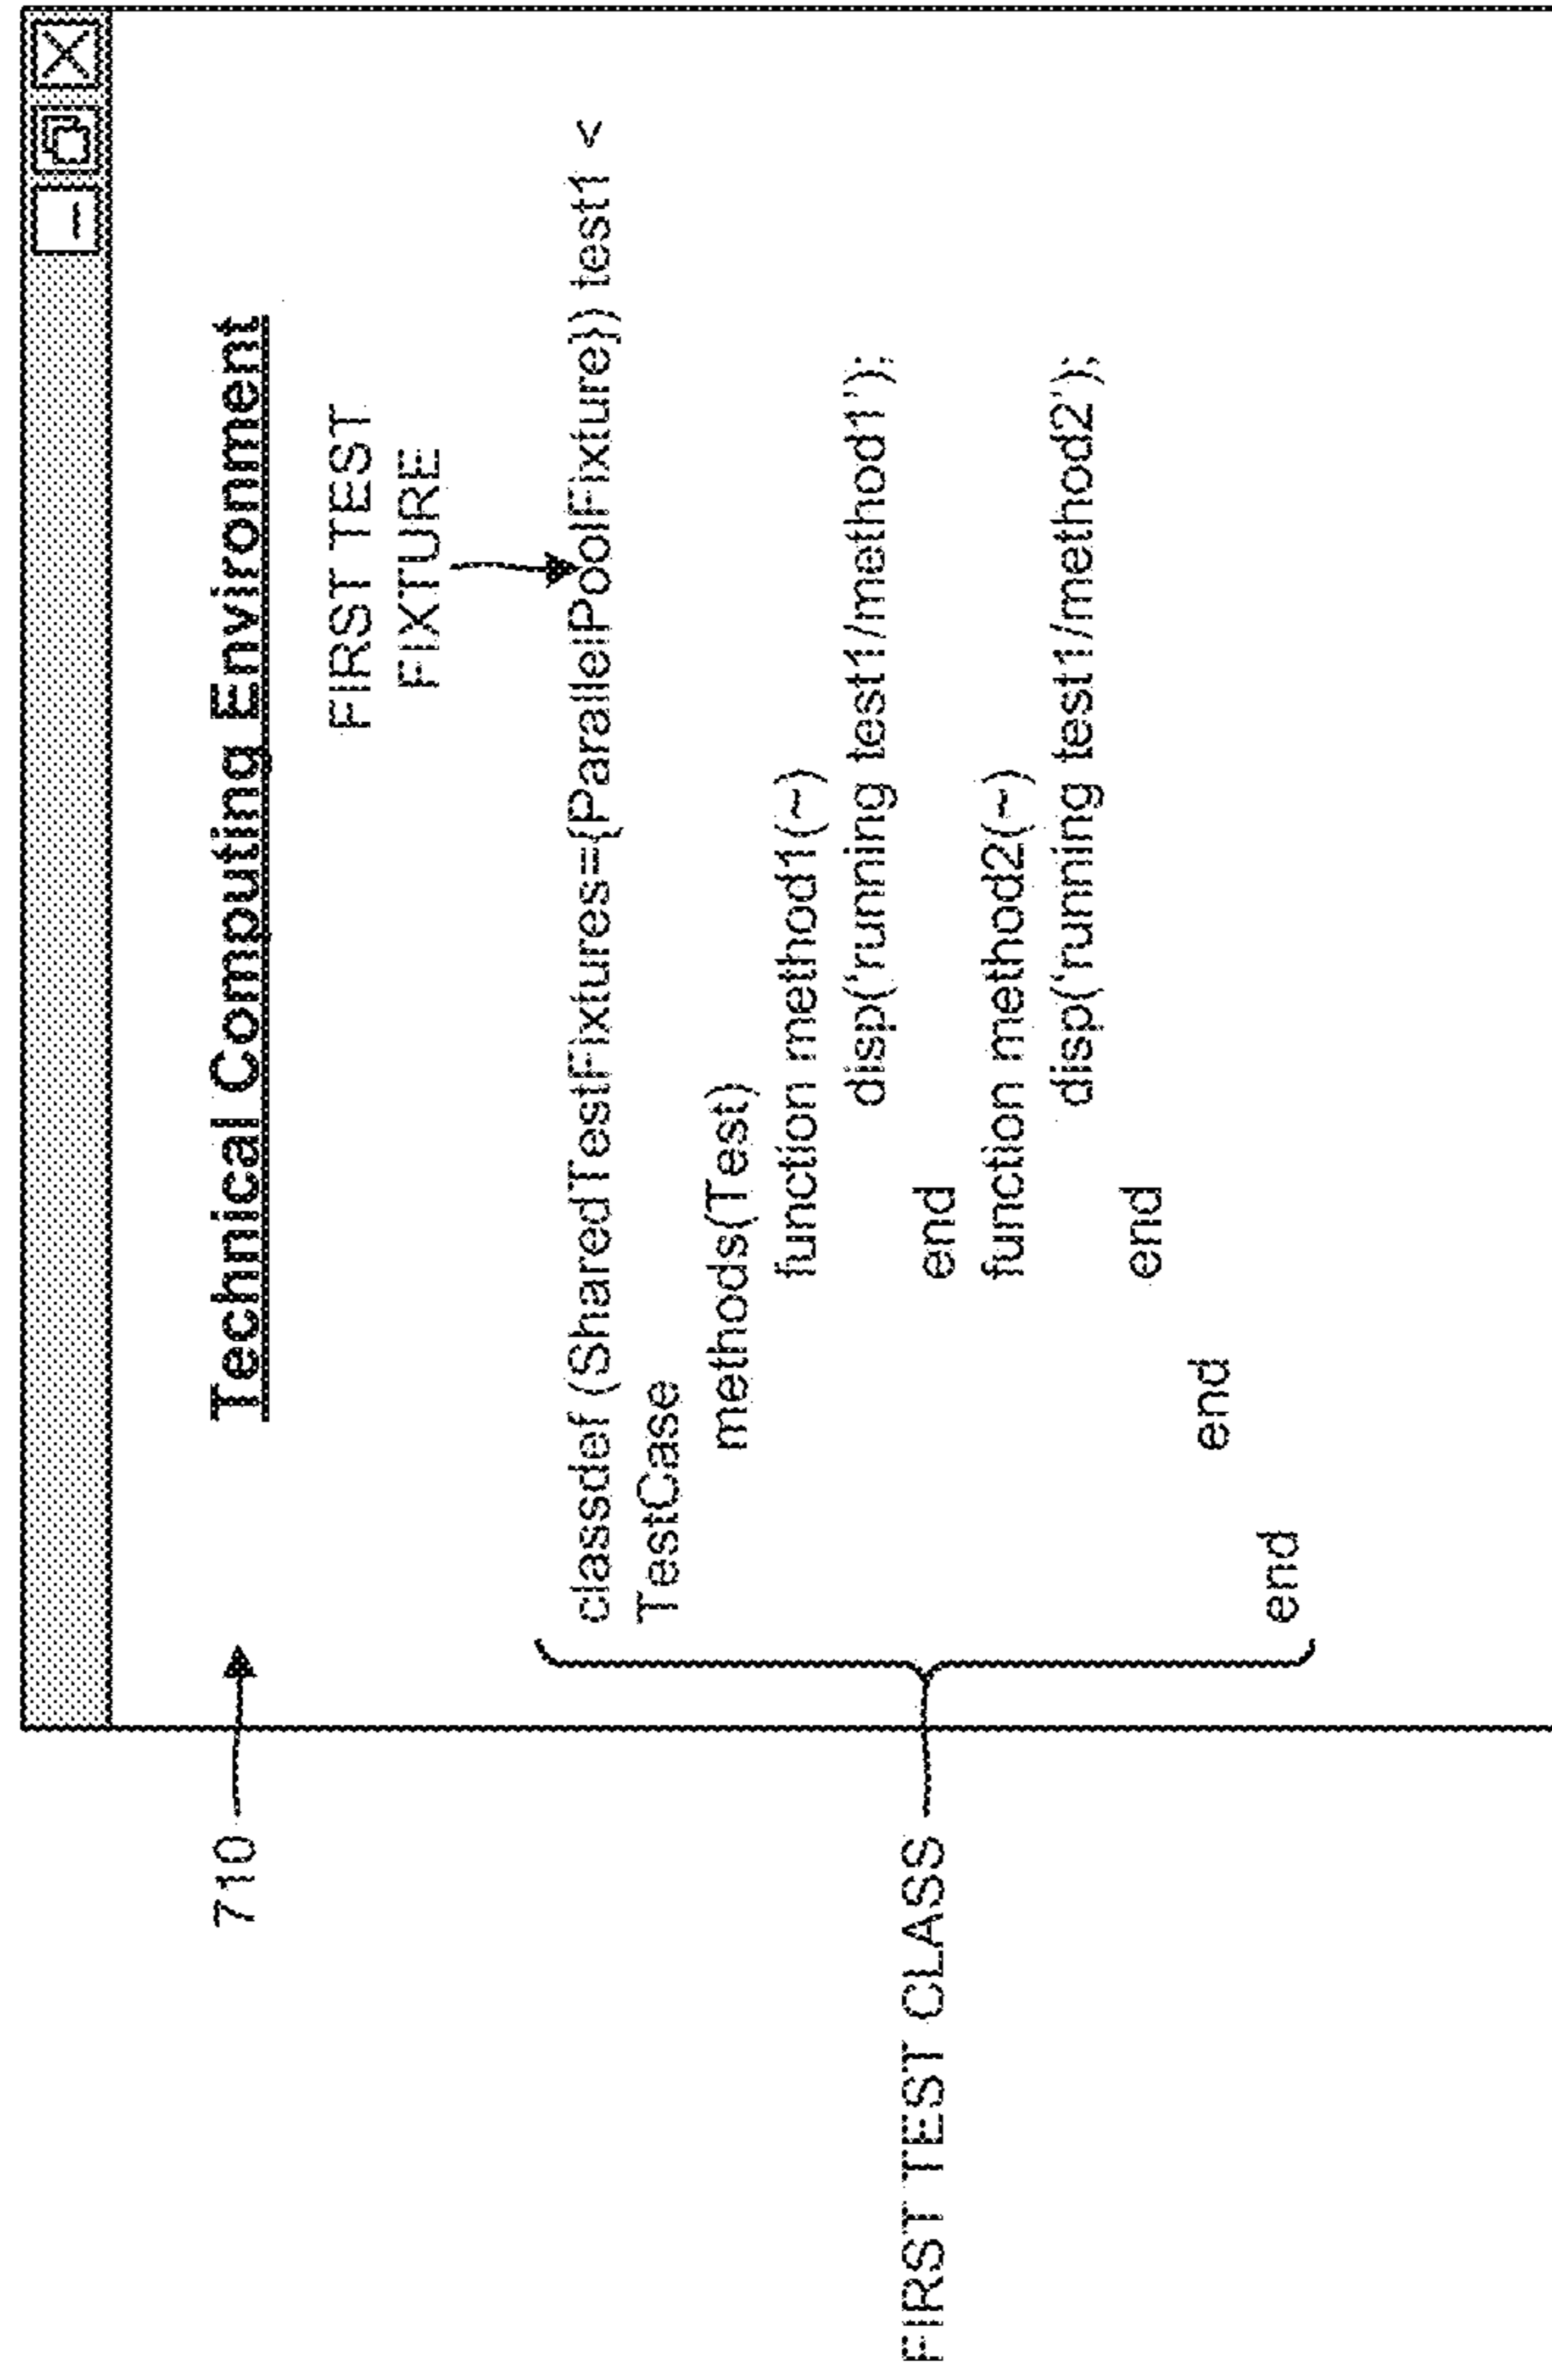 Technical Computing Environment
710
FIRST TEST
FIXTURE
classdef (SharedTestFixtures={ParallelPoolFixture}) test1 <
TestCase
methods(Test)
function method1(~)
disp('running test1/method1');
end
function method2(~)
disp('running test1/method2');
end
end
end
FIRST TEST CLASS